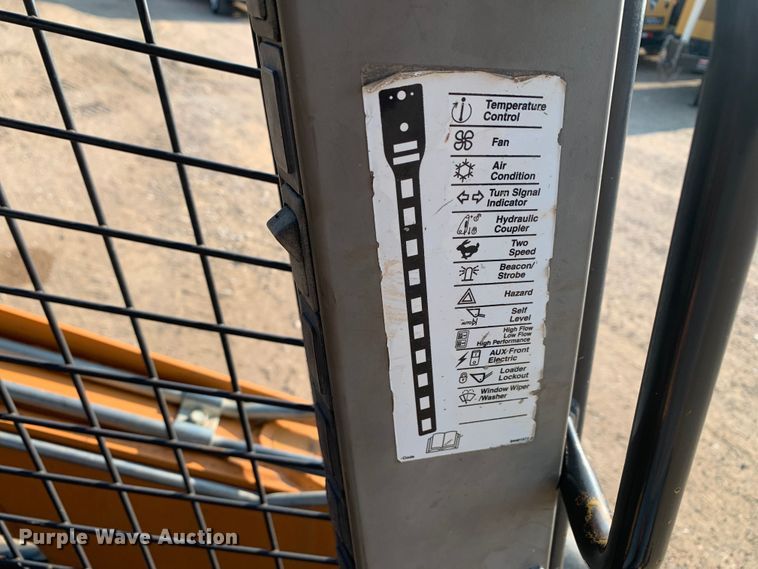 Temperature
Control
Fan
Air
Condition
Turn Signal
Indicator
Hydraulic
Coupler
Two
Speed
Beacon/
Strobe
Hazard
Self
Level
AUTO
High Flow
Low Flow
High Performance
AUX-Front
Electric
Loader
Lockout
Window Wiper
/Washer
Purple Wave Auction